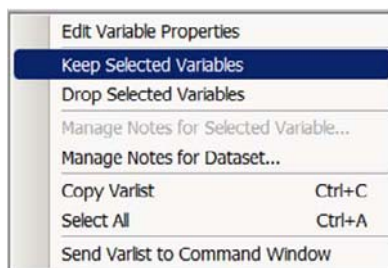 Edit Variable Properties
Keep Selected Variables
Drop Selected Variables
Manage Notes for Selected Variable...
Manage Notes for Dataset...
Copy Varlist Ctrl+C
Select All Ctrl+A
Send Varlist to Command Window